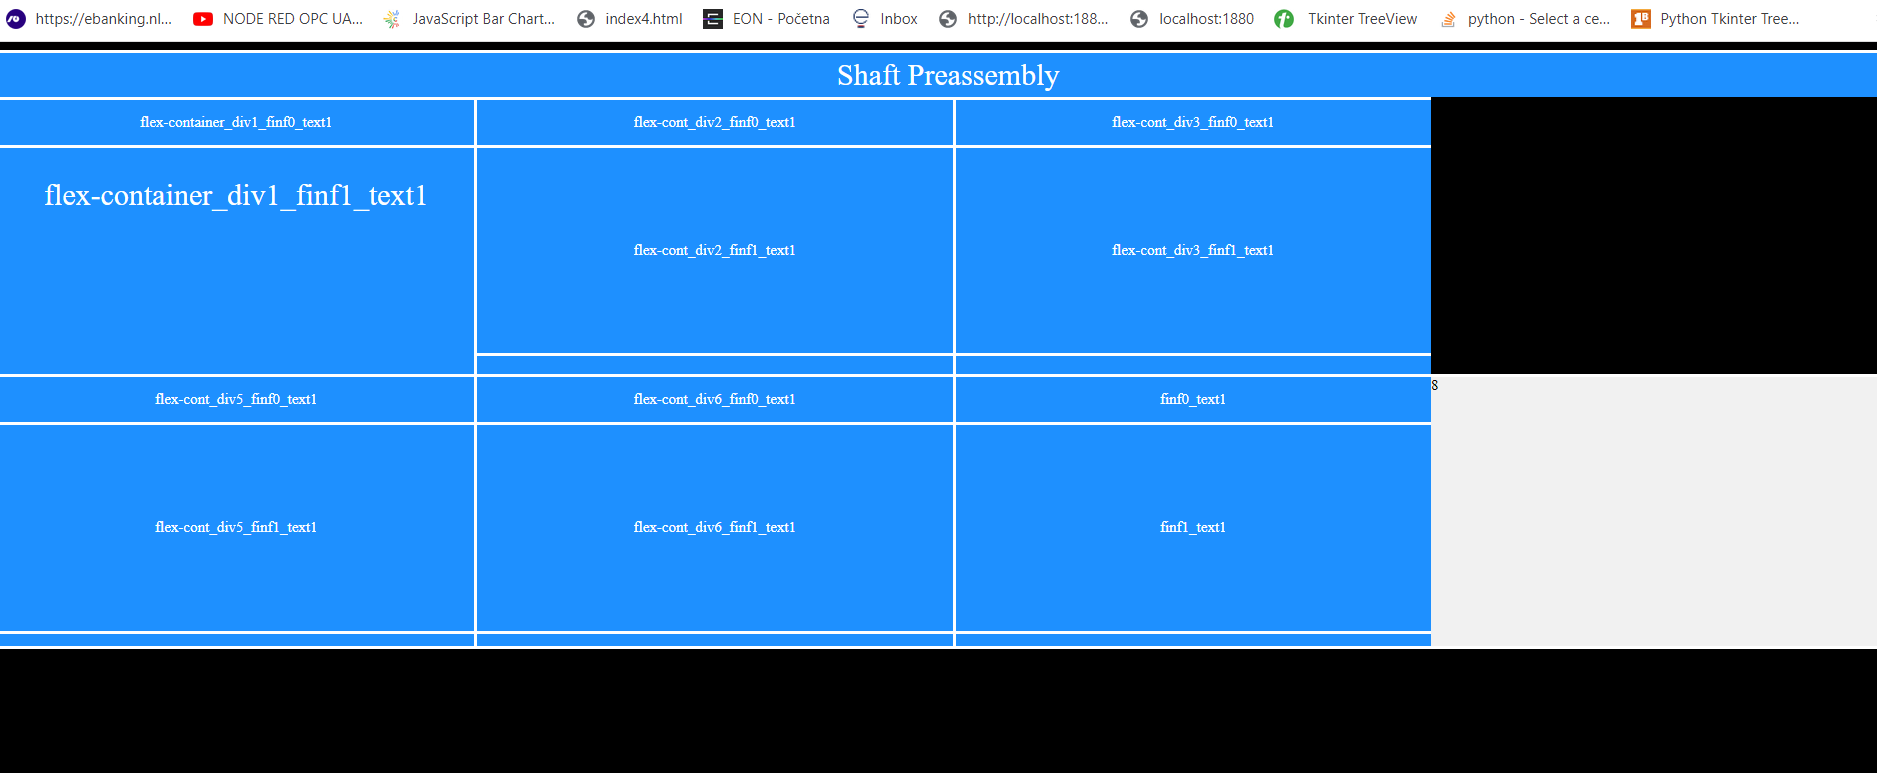 https://ebanking.nl... NODE RED OPC UA... JavaScript Bar Chart... index4.html EON - Početna Inbox http://localhost:188... localhost:1880 Tkinter TreeView python - Select a ce... Python Tkinter Tree...
Shaft Preassembly
flex-container_div1_finf0_text1 flex-cont_div2_finf0_text1 flex-cont_div3_finf0_text1
flex-container_div1_finf1_text1
flex-cont_div2_finf1_text1 flex-cont_div3_finf1_text1
flex-cont_div5_finf0_text1 flex-cont_div6_finf0_text1 finf0_text1 8
flex-cont_div5_finf1_text1 flex-cont_div6_finf1_text1 finf1_text1